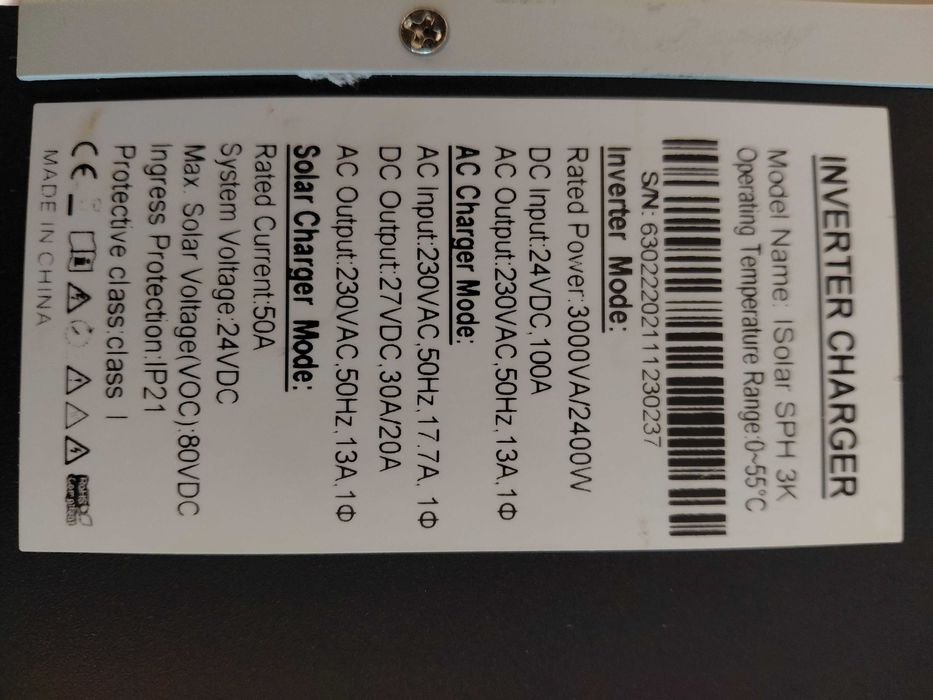 INVERTER CHARGER
Model Name: ISolar SPH 3K
Operating Temperature Range:0~55°C
S/N: 6302220211230237
Inverter Mode:
Rated Power:3000VA/2400W
DC Input:24VDC,100A
AC Output:230VAC,50Hz,13A,1Φ
AC Charger Mode:
AC Input:230VAC,50Hz,17.7A, 1Φ
DC Output:27VDC,30A/20A
AC Output:230VAC,50Hz,13A,1Φ
Solar Charger Mode:
Rated Current:50A
System Voltage:24VDC
Max. Solar Voltage(VOC):80VDC
Ingress Protection:IP21
Protective class:class I
CE
RoHS
MADE IN CHINA